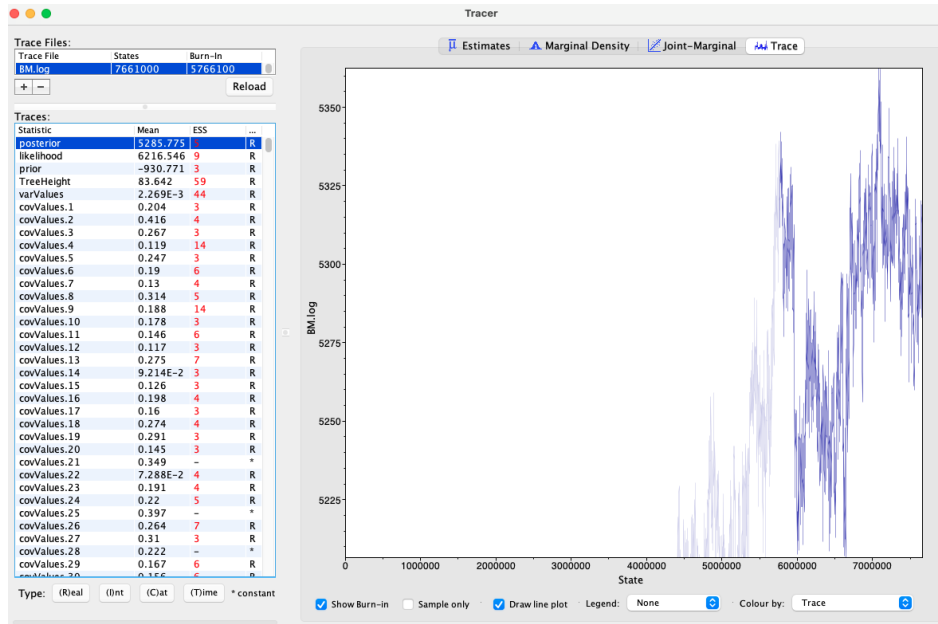 Tracer
Trace Files:
Trace File States Burn-In
BM.log 7661000 5766100
+ −
Reload
Traces:
Statistic Mean ESS ...
posterior 5285.775 R
likelihood 6216.546 9 R
prior -930.771 3 R
TreeHeight 83.642 59 R
varValues 2.269E-3 44 R
covValues.1 0.204 3 R
covValues.2 0.416 4 R
covValues.3 0.267 3 R
covValues.4 0.119 14 R
covValues.5 0.247 3 R
covValues.6 0.19 6 R
covValues.7 0.13 4 R
covValues.8 0.314 5 R
covValues.9 0.188 14 R
covValues.10 0.178 3 R
covValues.11 0.146 6 R
covValues.12 0.117 3 R
covValues.13 0.275 7 R
covValues.14 9.214E-2 3 R
covValues.15 0.126 3 R
covValues.16 0.198 4 R
covValues.17 0.16 3 R
covValues.18 0.274 4 R
covValues.19 0.291 3 R
covValues.20 0.145 3 R
covValues.21 0.349 – *
covValues.22 7.288E-2 4 R
covValues.23 0.191 4 R
covValues.24 0.22 5 R
covValues.25 0.397 – *
covValues.26 0.264 7 R
covValues.27 0.31 3 R
covValues.28 0.222 – *
covValues.29 0.167 6 R
Type: (R)eal (I)nt (C)at (T)ime * constant
Estimates Marginal Density Joint-Marginal Trace
5350
5325
5300
5275
5250
5225
BM.log
0 1000000 2000000 3000000 4000000 5000000 6000000 7000000
State
Show Burn-in Sample only Draw line plot Legend: None Colour by: Trace